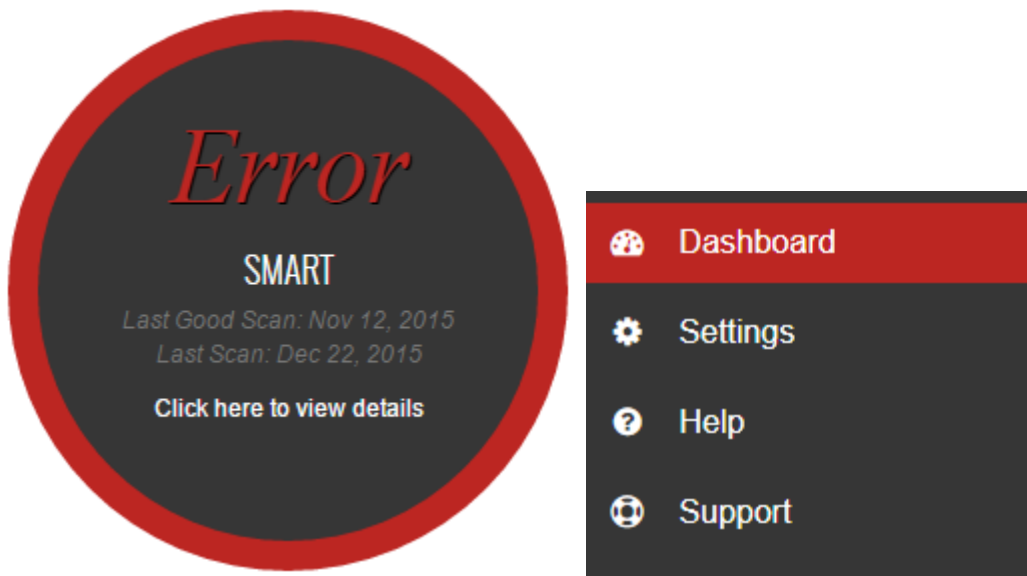 Error
SMART
Last Good Scan: Nov 12, 2015
Last Scan: Dec 22, 2015
Click here to view details
Dashboard
Settings
Help
Support